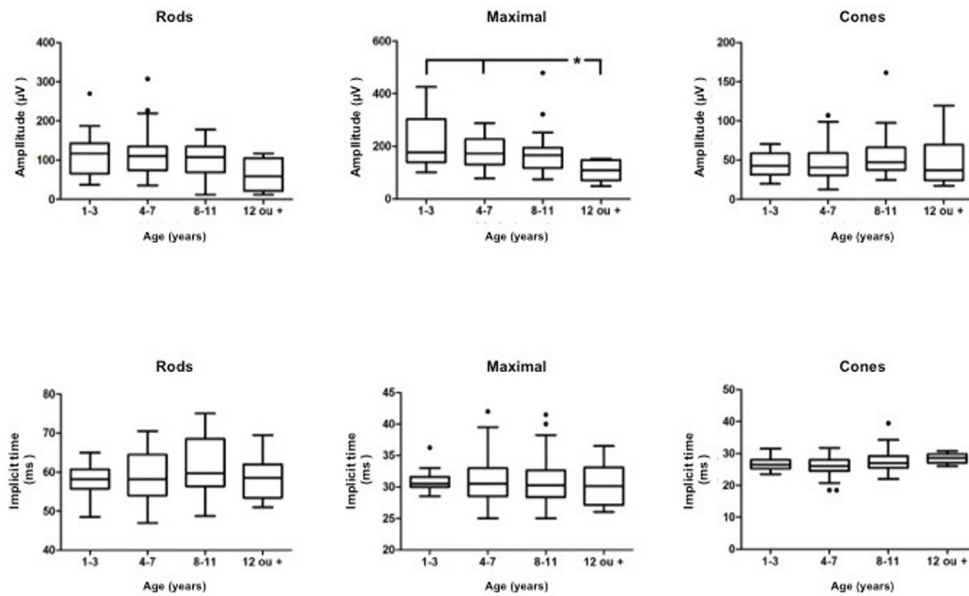 Rods
Maximal
Cones
Ampllitude (µV )
400
300
200
100
0
1-3
4-7
8-11
12 ou +
Age (years)
Ampllitude (µV )
600
400
200
0
*
1-3
4-7
8-11
12 ou +
Age (years)
Ampllitude (µV )
200
150
100
50
0
1-3
4-7
8-11
12 ou +
Age (years)
Rods
Maximal
Cones
Implicit time
(ms )
80
70
60
50
40
1-3
4-7
8-11
12 ou +
Age (years)
Implicit time
(ms )
45
40
35
30
25
20
1-3
4-7
8-11
12 ou +
Age (years)
Implicit time
(ms )
50
40
30
20
10
0
1-3
4-7
8-11
12 ou +
Age (years)